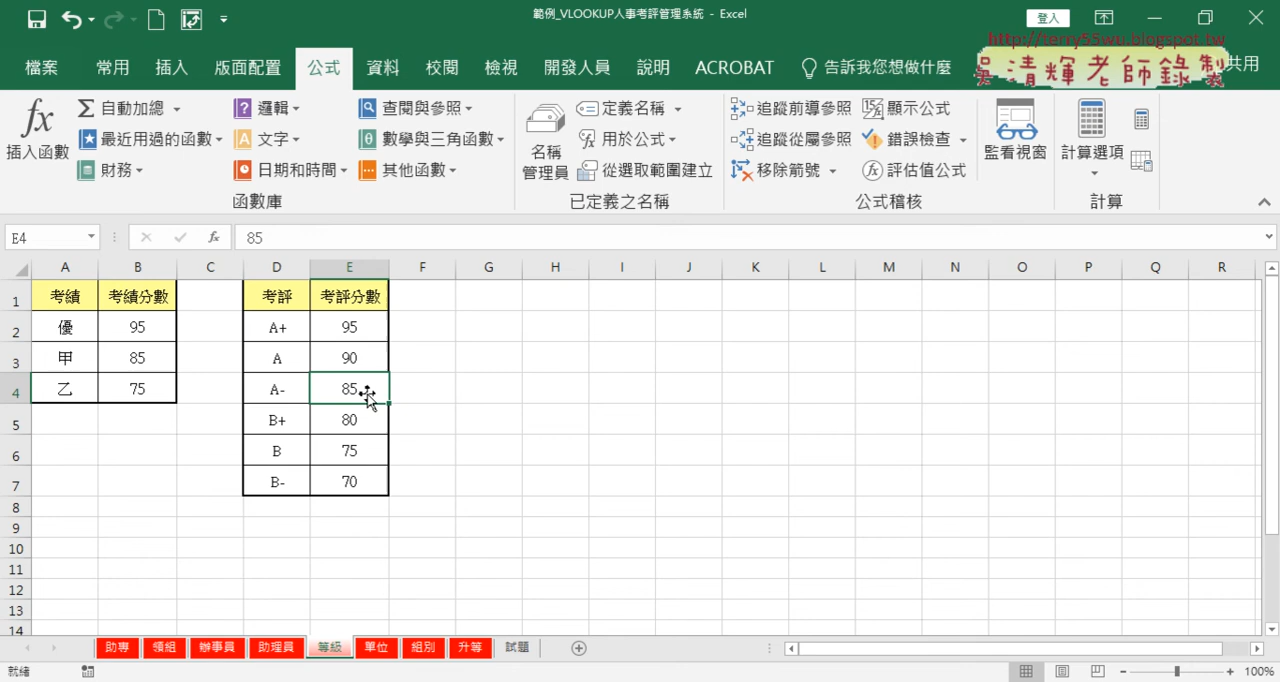 範例_VLOOKUP人事考評管理系統 - Excel
登入
http://terry55wu.blogspot.tw
吳清輝老師錄製
檔案 常用 插入 版面配置 公式 資料 校閱 檢視 開發人員 說明 ACROBAT 告訴我您想做什麼 共用
fx 插入函數
Σ 自動加總
最近用過的函數
財務
邏輯
文字
日期和時間
查閱與參照
數學與三角函數
其他函數
函數庫
名稱管理員
定義名稱
用於公式
從選取範圍建立
已定義之名稱
追蹤前導參照
追蹤從屬參照
移除箭號
顯示公式
錯誤檢查
評估值公式
公式稽核
監看視窗
計算選項
計算
E4 fx 85
A B C D E F G H I J K L M N O P Q R
1 考績 考績分數 考評 考評分數
2 優 95 A+ 95
3 甲 85 A 90
4 乙 75 A- 85
5 B+ 80
6 B 75
7 B- 70
8
9
10
11
12
13
14
助專 領組 辦事員 助理員 等級 單位 組別 升等 試題
就緒 100%